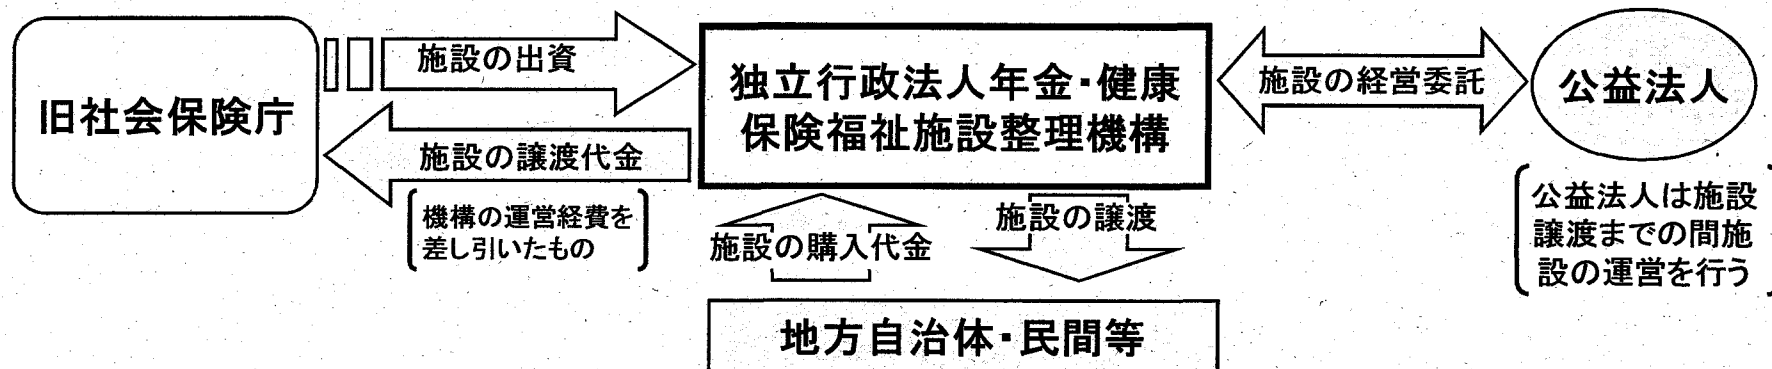 旧社会保険庁
施設の出資
施設の譲渡代金
機構の運営経費を
差し引いたもの
独立行政法人年金・健康
保険福祉施設整理機構
施設の経営委託
公益法人
公益法人は施設
譲渡までの間施
設の運営を行う
施設の購入代金
施設の譲渡
地方自治体・民間等